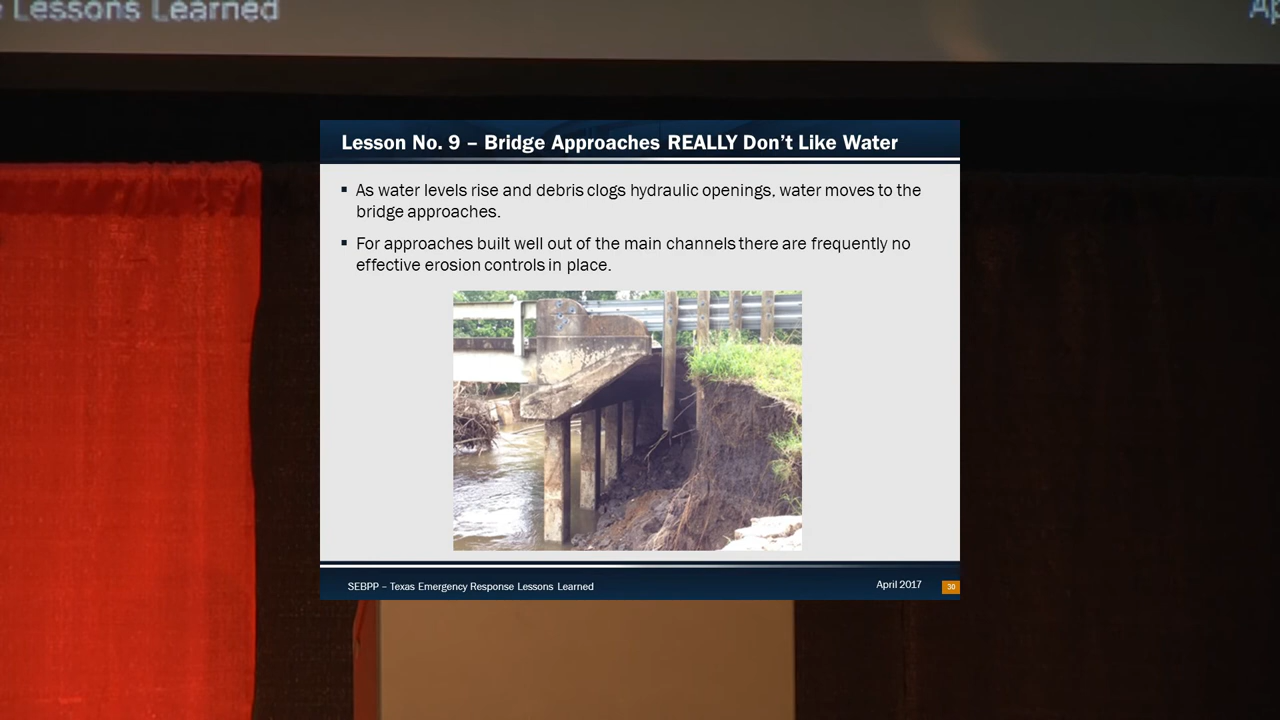 Lessons Learned
Lesson No. 9 – Bridge Approaches REALLY Don't Like Water
▪ As water levels rise and debris clogs hydraulic openings, water moves to the
bridge approaches.
▪ For approaches built well out of the main channels there are frequently no
effective erosion controls in place.
SEBPP – Texas Emergency Response Lessons Learned
April 2017
30